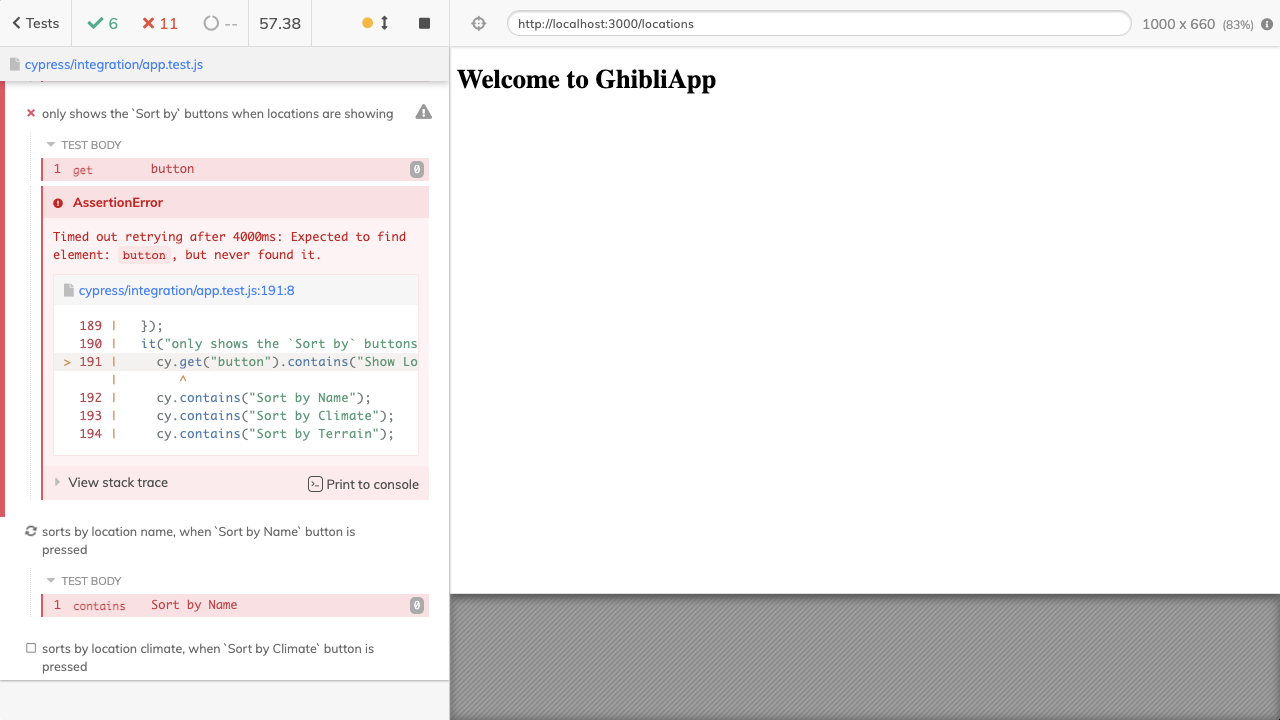 Tests
6
11
--
57.38
http://localhost:3000/locations
1000 x 660 (83%)
cypress/integration/app.test.js
Welcome to GhibliApp
only shows the `Sort by` buttons when locations are showing
TEST BODY
1 get button 0
AssertionError
Timed out retrying after 4000ms: Expected to find
element: button, but never found it.
cypress/integration/app.test.js:191:8
189 | });
190 | it("only shows the `Sort by` buttons
> 191 | cy.get("button").contains("Show Lo
| ^
192 | cy.contains("Sort by Name");
193 | cy.contains("Sort by Climate");
194 | cy.contains("Sort by Terrain");
View stack trace
Print to console
sorts by location name, when `Sort by Name` button is
pressed
TEST BODY
1 contains Sort by Name 0
sorts by location climate, when `Sort by Climate` button is
pressed